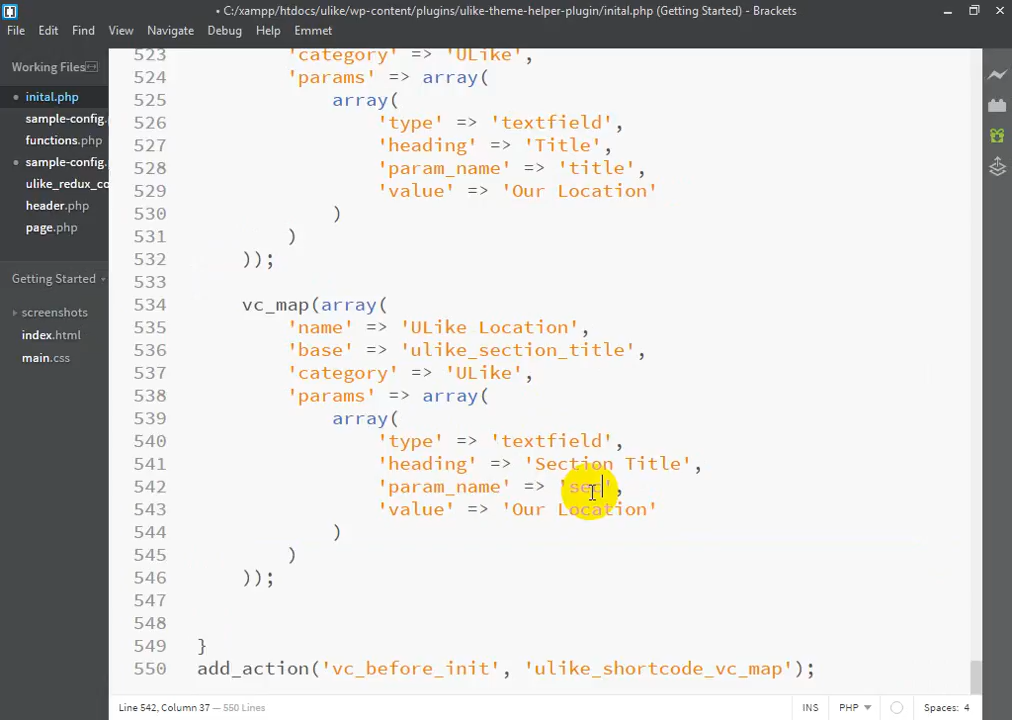 • C:/xampp/htdocs/ulike/wp-content/plugins/ulike-theme-helper-plugin/inital.php (Getting Started) - Brackets
File Edit Find View Navigate Debug Help Emmet
Working Files
inital.php
sample-config.
functions.php
sample-config.
ulike_redux_co
header.php
page.php
Getting Started
screenshots
index.html
main.css
523 'category' => 'ULike',
524 'params' => array(
525 array(
526 'type' => 'textfield',
527 'heading' => 'Title',
528 'param_name' => 'title',
529 'value' => 'Our Location'
530 )
531 )
532 ));
533
534 vc_map(array(
535 'name' => 'ULike Location',
536 'base' => 'ulike_section_title',
537 'category' => 'ULike',
538 'params' => array(
539 array(
540 'type' => 'textfield',
541 'heading' => 'Section Title',
542 'param_name' => 'sec',
543 'value' => 'Our Location'
544 )
545 )
546 ));
547
548
549 }
550 add_action('vc_before_init', 'ulike_shortcode_vc_map');
Line 542, Column 37 — 550 Lines
INS PHP Spaces: 4